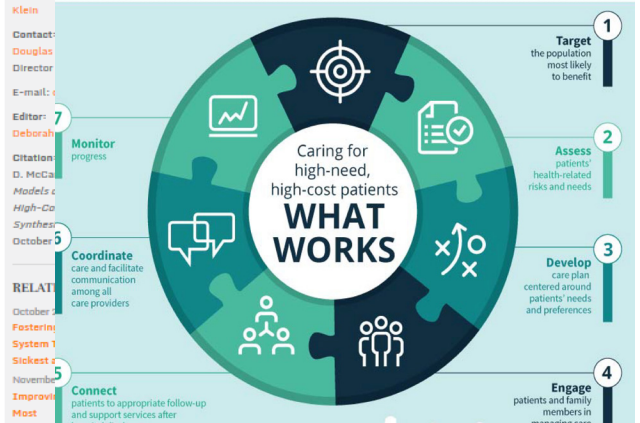 Klein
Contact:
Douglas
Director
E-mail:
Editor:
Deborah
Citation:
D. McCa
Models
High-Co
Synthes
October
RELAT
October
Fostering
System T
Sickest a
Novembe
Improvin
Most
Caring for
high-need,
high-cost patients
WHAT
WORKS
1
Target
the population
most likely
to benefit
2
Assess
patients'
health-related
risks and needs
3
Develop
care plan
centered around
patients' needs
and preferences
4
Engage
patients and family
members in
managing care
5
Connect
patients to appropriate follow-up
and support services after
6
Coordinate
care and facilitate
communication
among all
care providers
7
Monitor
progress